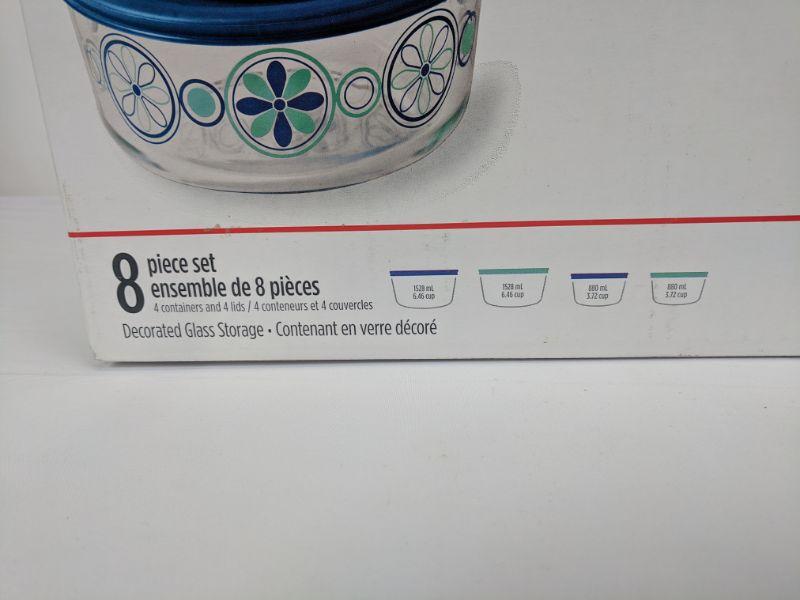 8 piece set
ensemble de 8 pièces
4 containers and 4 lids / 4 conteneurs et 4 couvercles
Decorated Glass Storage • Contenant en verre décoré
1528 mL
6.46 cup
1528 mL
6.46 cup
880 mL
3.72 cup
880 mL
3.72 cup